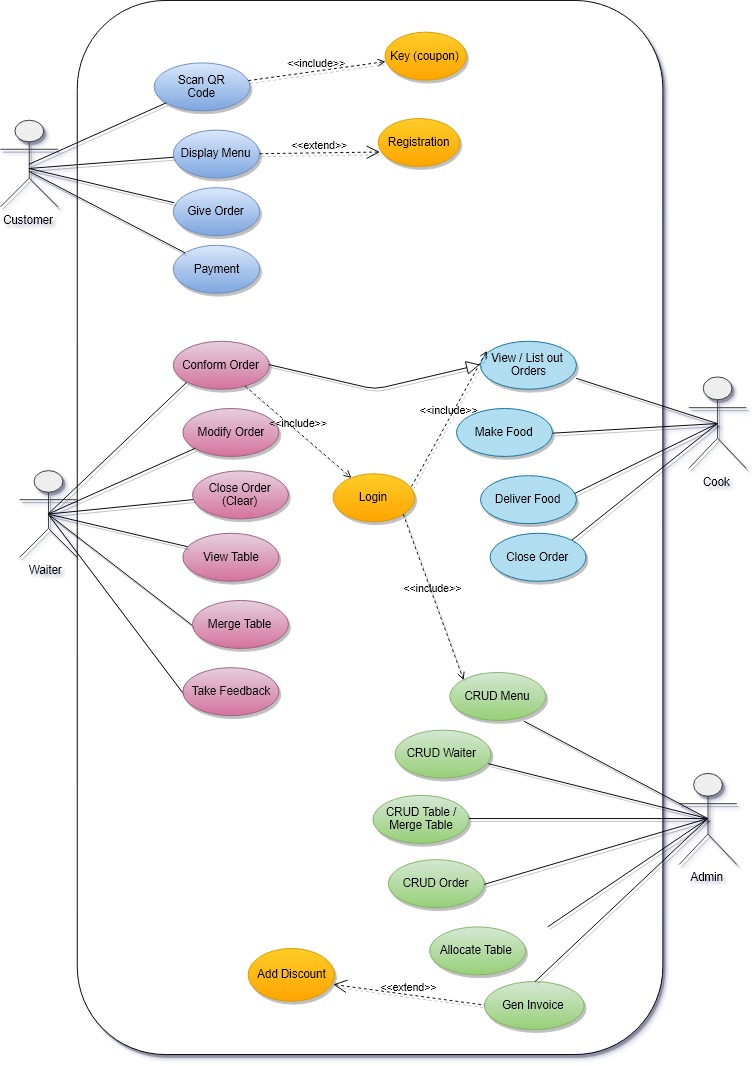 Key (coupon)
<<include>>
Scan QR
Code
Registration
<<extend>>
Display Menu
Give Order
Customer
Payment
Conform Order
View / List out
Orders
<<include>>
<<include>>
Modify Order
Make Food
Close Order
(Clear)
Login
Deliver Food
Cook
View Table
Close Order
Waiter
<<include>>
Merge Table
Take Feedback
CRUD Menu
CRUD Waiter
CRUD Table /
Merge Table
Admin
CRUD Order
Allocate Table
Add Discount
<<extend>>
Gen Invoice